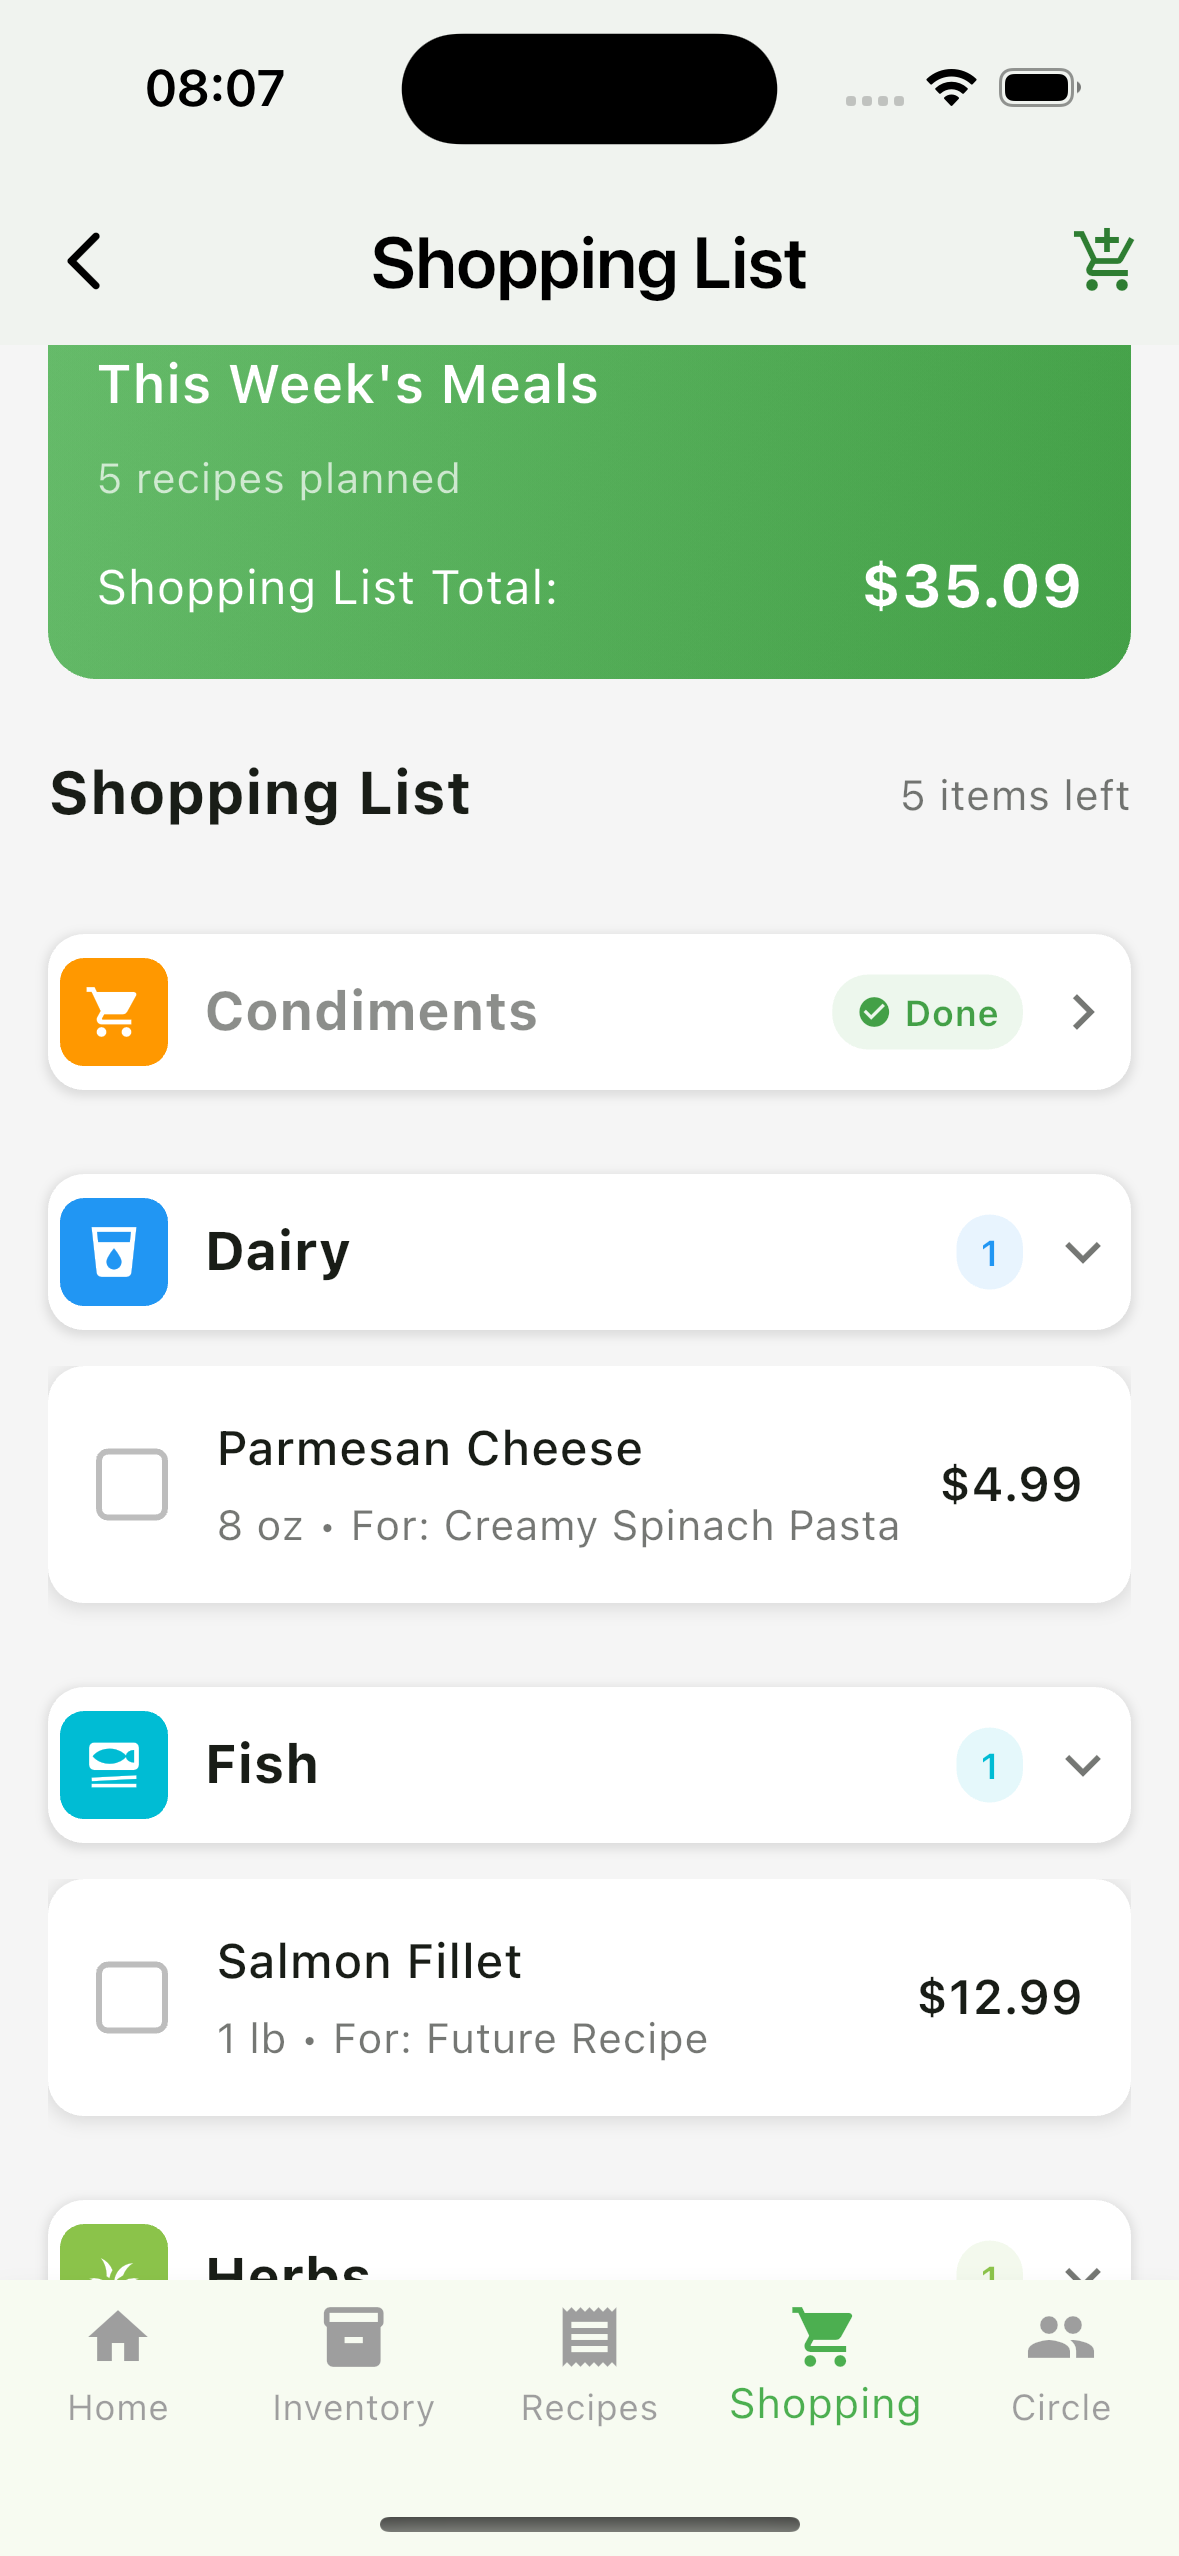 08:07
Shopping List
This Week's Meals
5 recipes planned
Shopping List Total: $35.09
Shopping List 5 items left
Condiments Done
Dairy 1
Parmesan Cheese
8 oz • For: Creamy Spinach Pasta
$4.99
Fish 1
Salmon Fillet
1 lb • For: Future Recipe
$12.99
Herbs 1
Home Inventory Recipes Shopping Circle